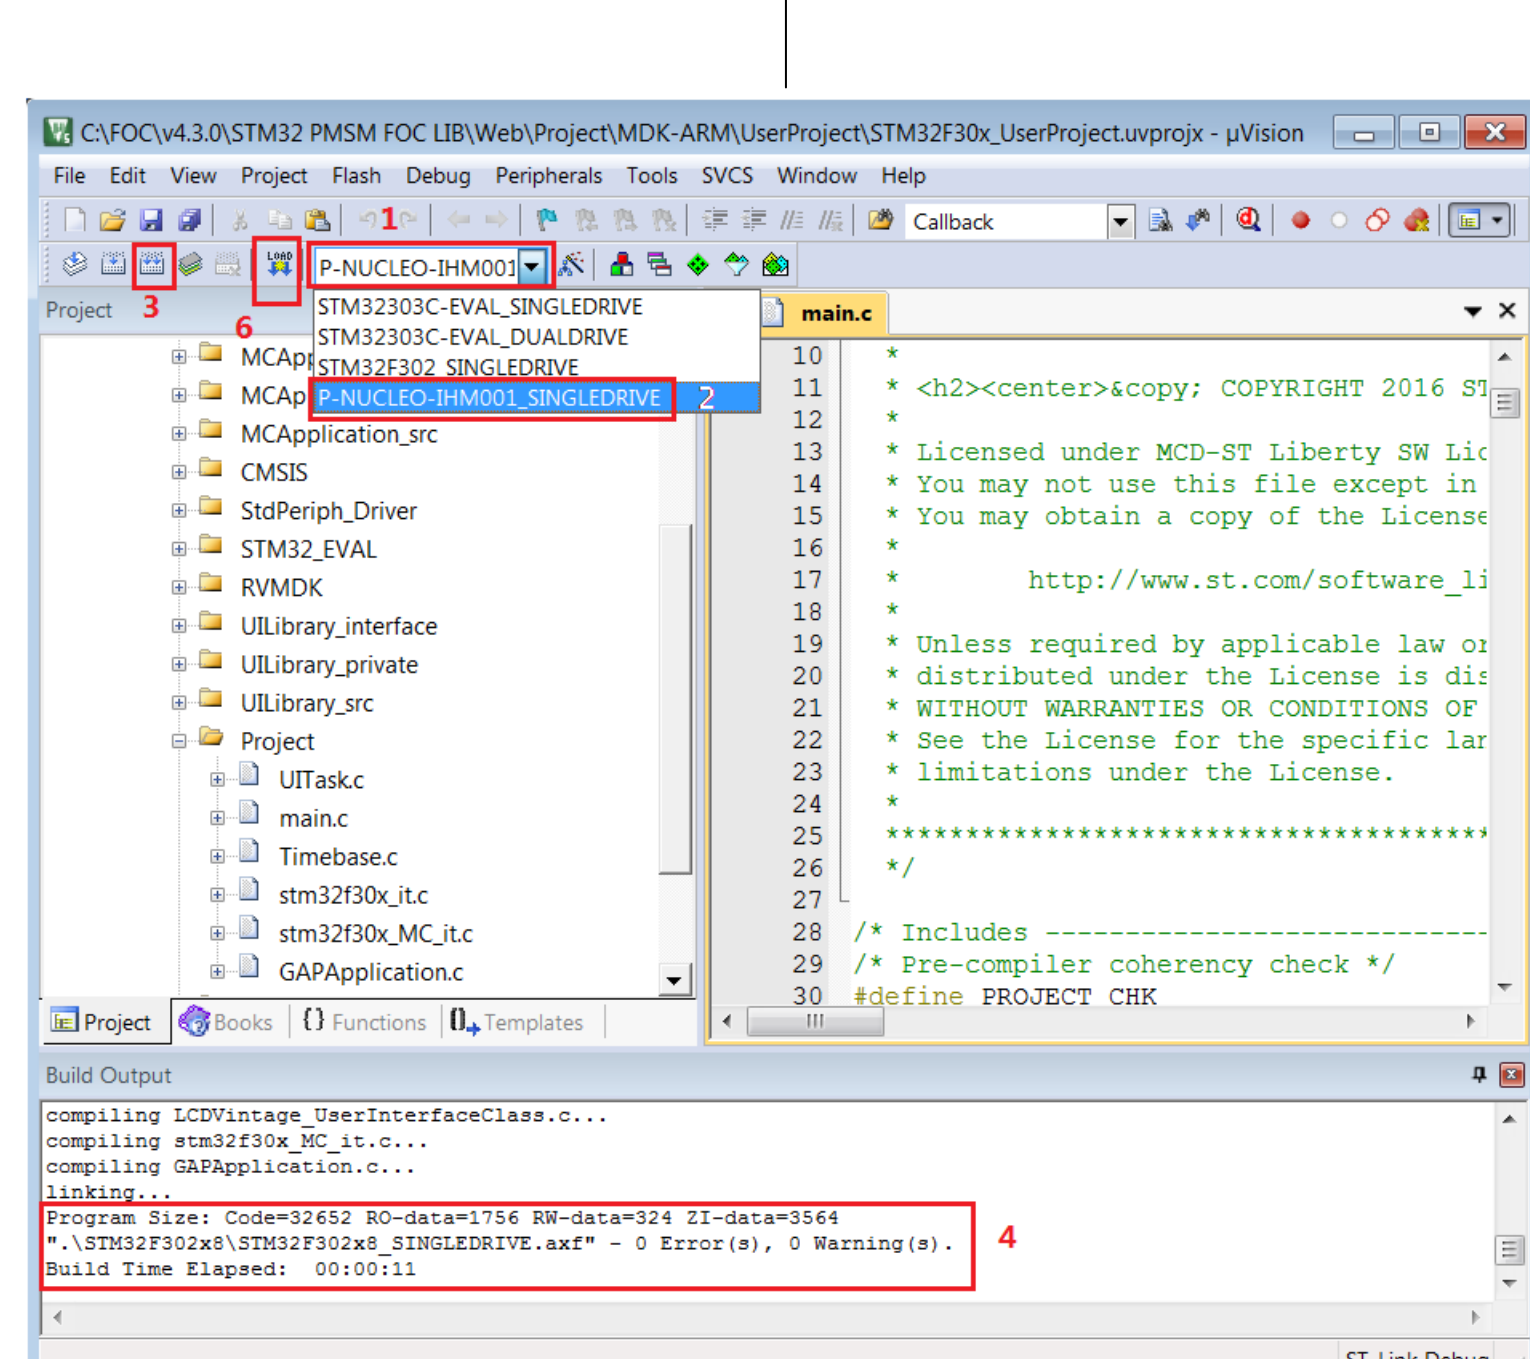 C:\FOC\v4.3.0\STM32 PMSM FOC LIB\Web\Project\MDK-ARM\UserProject\STM32F30x_UserProject.uvprojx - µVision
File Edit View Project Flash Debug Peripherals Tools SVCS Window Help
1
Callback
LOAD
P-NUCLEO-IHM001
3
6
Project
STM32303C-EVAL_SINGLEDRIVE
STM32303C-EVAL_DUALDRIVE
STM32F302_SINGLEDRIVE
P-NUCLEO-IHM001_SINGLEDRIVE 2
MCApp
MCAp
MCApplication_src
CMSIS
StdPeriph_Driver
STM32_EVAL
RVMDK
UILibrary_interface
UILibrary_private
UILibrary_src
Project
UITask.c
main.c
Timebase.c
stm32f30x_it.c
stm32f30x_MC_it.c
GAPApplication.c
Project Books {} Functions Templates
main.c
10 *
11 * <h2><center>&copy; COPYRIGHT 2016 ST
12 *
13 * Licensed under MCD-ST Liberty SW Lic
14 * You may not use this file except in
15 * You may obtain a copy of the License
16 *
17 * http://www.st.com/software_li
18 *
19 * Unless required by applicable law or
20 * distributed under the License is dis
21 * WITHOUT WARRANTIES OR CONDITIONS OF
22 * See the License for the specific lan
23 * limitations under the License.
24 *
25 **************************************
26 */
27
28 /* Includes ----------------------------
29 /* Pre-compiler coherency check */
30 #define PROJECT_CHK
Build Output
compiling LCDVintage_UserInterfaceClass.c...
compiling stm32f30x_MC_it.c...
compiling GAPApplication.c...
linking...
Program Size: Code=32652 RO-data=1756 RW-data=324 ZI-data=3564
".\STM32F302x8\STM32F302x8_SINGLEDRIVE.axf" - 0 Error(s), 0 Warning(s).
Build Time Elapsed: 00:00:11
4
ST-Link Debug